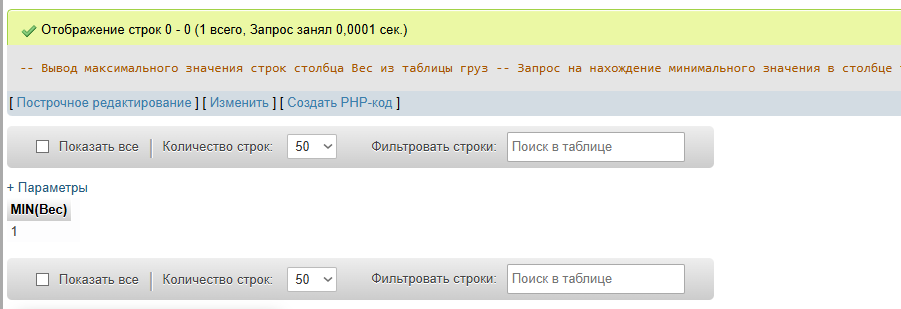 Отображение строк 0 - 0 (1 всего, Запрос занял 0,0001 сек.)
-- Вывод максимального значения строк столбца Вес из таблицы груз -- Запрос на нахождение минимального значения в столбце
[ Построчное редактирование ] [ Изменить ] [ Создать PHP-код ]
Показать все Количество строк: 50 Фильтровать строки: Поиск в таблице
+ Параметры
MIN(Вес)
1
Показать все Количество строк: 50 Фильтровать строки: Поиск в таблице